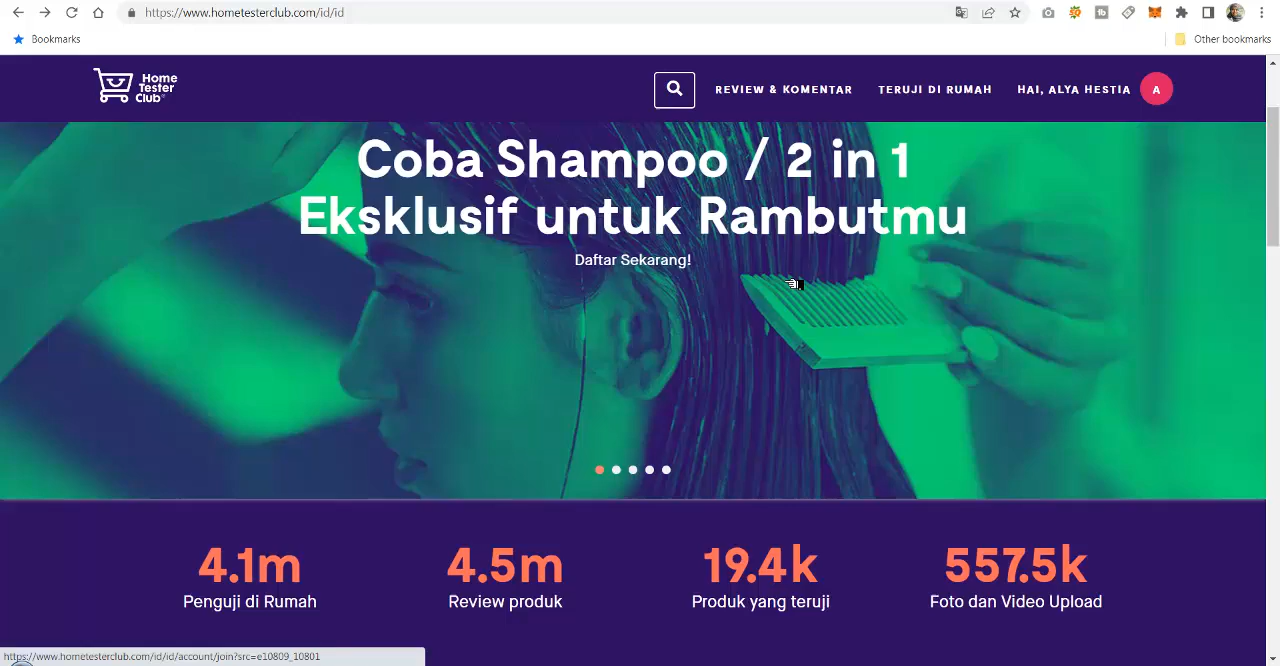 https://www.hometesterclub.com/id/id
Bookmarks
Other bookmarks
Home
Tester
Club
REVIEW & KOMENTAR
TERUJI DI RUMAH
HAI, ALYA HESTIA
A
Coba Shampoo / 2 in 1
Eksklusif untuk Rambutmu
Daftar Sekarang!
4.1m
Penguji di Rumah
4.5m
Review produk
19.4k
Produk yang teruji
557.5k
Foto dan Video Upload
https://www.hometesterclub.com/id/id/account/join?src=e10809_10801